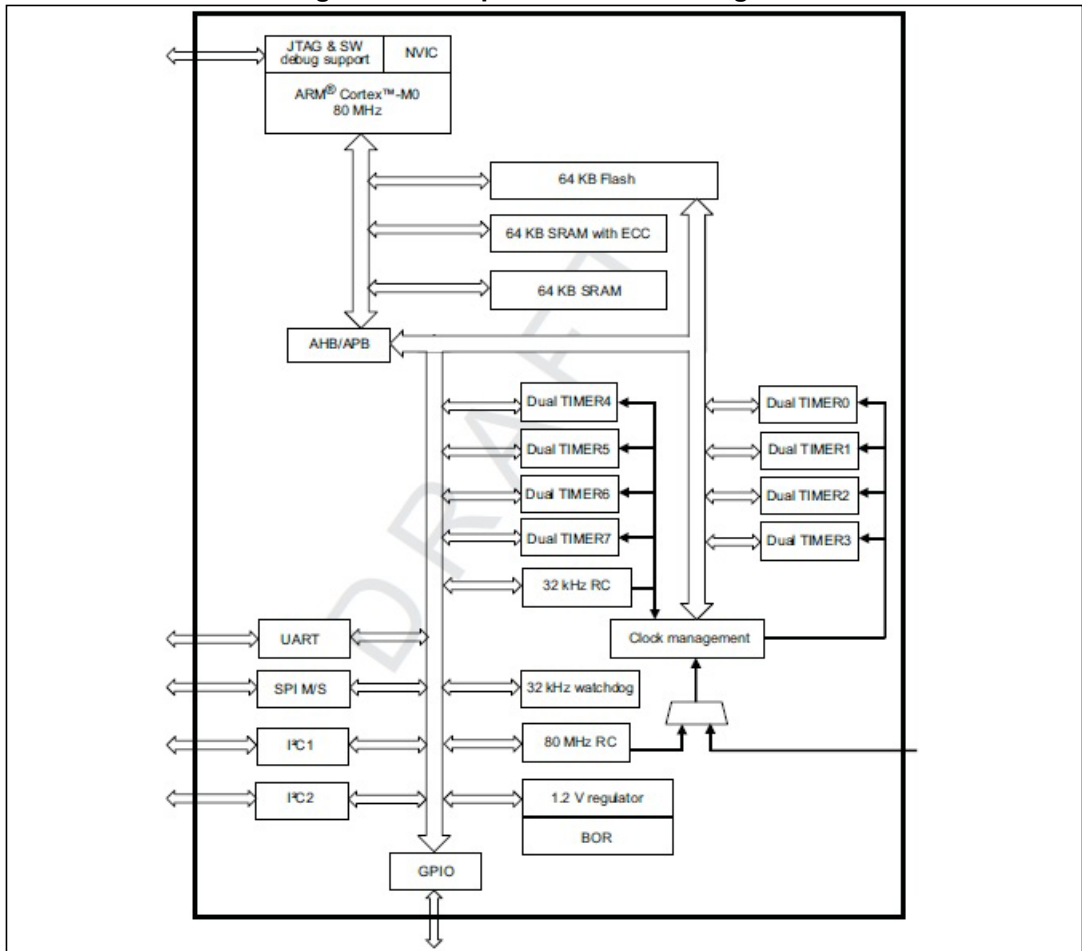 JTAG & SW
debug support
NVIC
ARM® Cortex™-M0
80 MHz
64 KB Flash
64 KB SRAM with ECC
64 KB SRAM
AHB/APB
Dual TIMER4
Dual TIMER0
Dual TIMER5
Dual TIMER1
Dual TIMER6
Dual TIMER2
Dual TIMER7
Dual TIMER3
32 kHz RC
UART
Clock management
SPI M/S
32 kHz watchdog
I²C1
80 MHz RC
I²C2
1.2 V regulator
BOR
GPIO
DRAFT